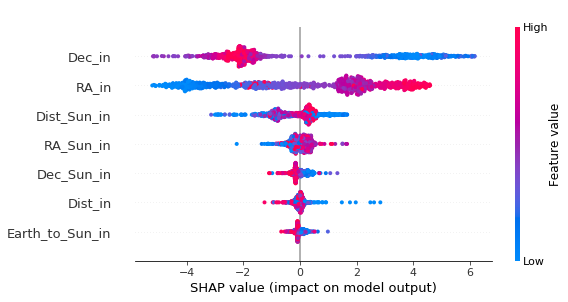 High
Dec_in
RA_in
Dist_Sun_in
RA_Sun_in
Dec_Sun_in
Dist_in
Earth_to_Sun_in
Feature value
Low
−4 −2 0 2 4 6
SHAP value (impact on model output)